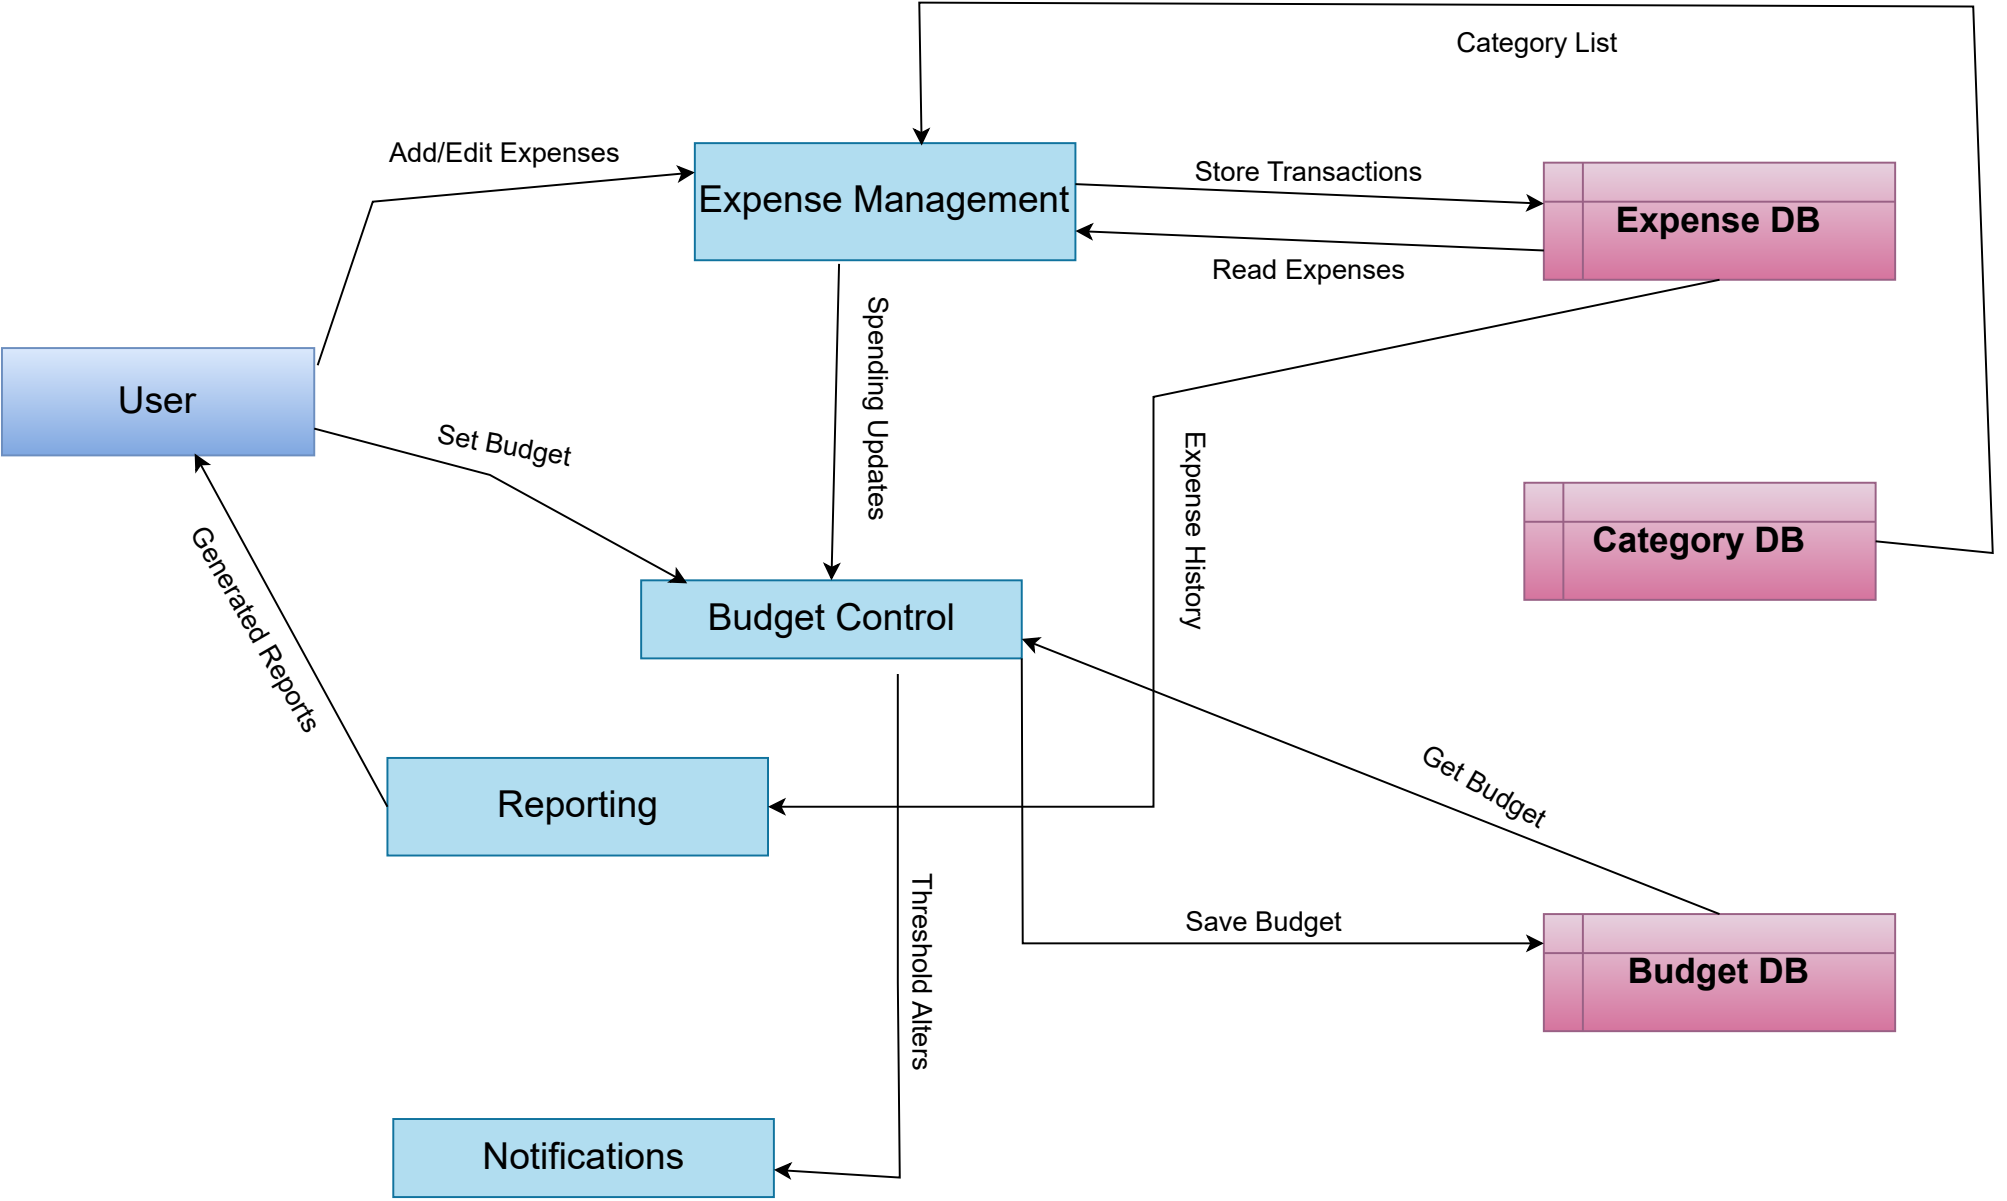 Category List
Add/Edit Expenses
Expense Management
Store Transactions
Expense DB
Read Expenses
Spending Updates
User
Set Budget
Expense History
Category DB
Generated Reports
Budget Control
Get Budget
Reporting
Threshold Alters
Save Budget
Budget DB
Notifications